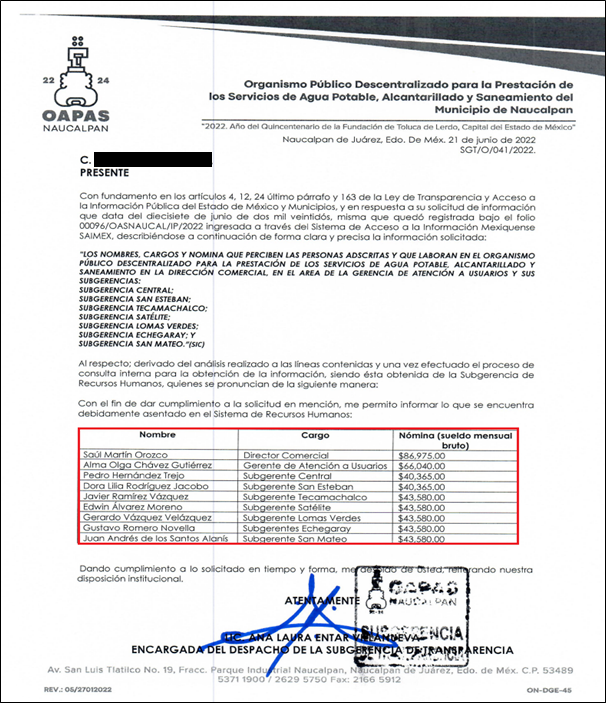 22 24
OAPAS
NAUCALPAN
Organismo Público Descentralizado para la Prestación de
los Servicios de Agua Potable, Alcantarillado y Saneamiento del
Municipio de Naucalpan
"2022. Año del Quincentenario de la Fundación de Toluca de Lerdo, Capital del Estado de México"
Naucalpan de Juárez, Edo. De Méx. 21 de junio de 2022
SGT/O/041/2022.
C.
PRESENTE
Con fundamento en los artículos 4, 12, 24 último párrafo y 163 de la Ley de Transparencia y Acceso a
la Información Pública del Estado de México y Municipios, y en respuesta a su solicitud de información
que data del diecisiete de junio de dos mil veintidós, misma que quedó registrada bajo el folio
00096/OASNAUCAL/IP/2022 ingresada a través del Sistema de Acceso a la Información Mexiquense
SAIMEX, describiéndose a continuación de forma clara y precisa la información solicitada:
"LOS NOMBRES, CARGOS Y NOMINA QUE PERCIBEN LAS PERSONAS ADSCRITAS Y QUE LABORAN EN EL ORGANISMO
PÚBLICO DESCENTRALIZADO PARA LA PRESTACIÓN DE LOS SERVICIOS DE AGUA POTABLE, ALCANTARILLADO Y
SANEAMIENTO EN LA DIRECCIÓN COMERCIAL, EN EL AREA DE LA GERENCIA DE ATENCIÓN A USUARIOS Y SUS
SUBGERENCIAS:
SUBGERENCIA CENTRAL;
SUBGERENCIA SAN ESTEBAN;
SUBGERENCIA TECAMACHALCO;
SUBGERENCIA SATÉLITE;
SUBGERENCIA LOMAS VERDES;
SUBGERENCIA ECHEGARAY; Y
SUBGERENCIA SAN MATEO."(SIC)
Al respecto; derivado del análisis realizado a las líneas contenidas y una vez efectuado el proceso de
consulta interna para la obtención de la información, siendo ésta obtenida de la Subgerencia de
Recursos Humanos, quienes se pronuncian de la siguiente manera:
Con el fin de dar cumplimiento a la solicitud en mención, me permito informar lo que se encuentra
debidamente asentado en el Sistema de Recursos Humanos:
Nombre Cargo Nómina (sueldo mensual
bruto)
Saúl Martín Orozco Director Comercial $86,975.00
Alma Olga Chávez Gutiérrez Gerente de Atención a Usuarios $66,040.00
Pedro Hernández Trejo Subgerente Central $40,365.00
Dora Lilia Rodríguez Jacobo Subgerente San Esteban $40,365.00
Javier Ramírez Vázquez Subgerente Tecamachalco $43,580.00
Edwin Álvarez Moreno Subgerente Satélite $43,580.00
Gerardo Vázquez Velázquez Subgerente Lomas Verdes $43,580.00
Gustavo Romero Novella Subgerentes Echegaray $43,580.00
Juan Andrés de los Santos Alanís Subgerente San Mateo $43,580.00
Dando cumplimiento a lo solicitado en tiempo y forma, me de usted, reiterando nuestra
disposición institucional.
ATENTAMENTE
OAPAS
NAUCALPAN
SUBGERENCIA
DE TRANSPARENCIA
LIC. ANA LAURA ENTAR
ENCARGADA DEL DESPACHO DE LA SUBGERENCIA DE TRANSPARENCIA
Av. San Luis Tlatilco No. 19, Fracc. Parque Industrial Naucalpan, Naucalpan de Juárez, Edo. de Méx. C.P. 53489
5371 1900 / 2629 5750 Fax: 2166 5912
REV.: 05/27012022 ON-DGE-45